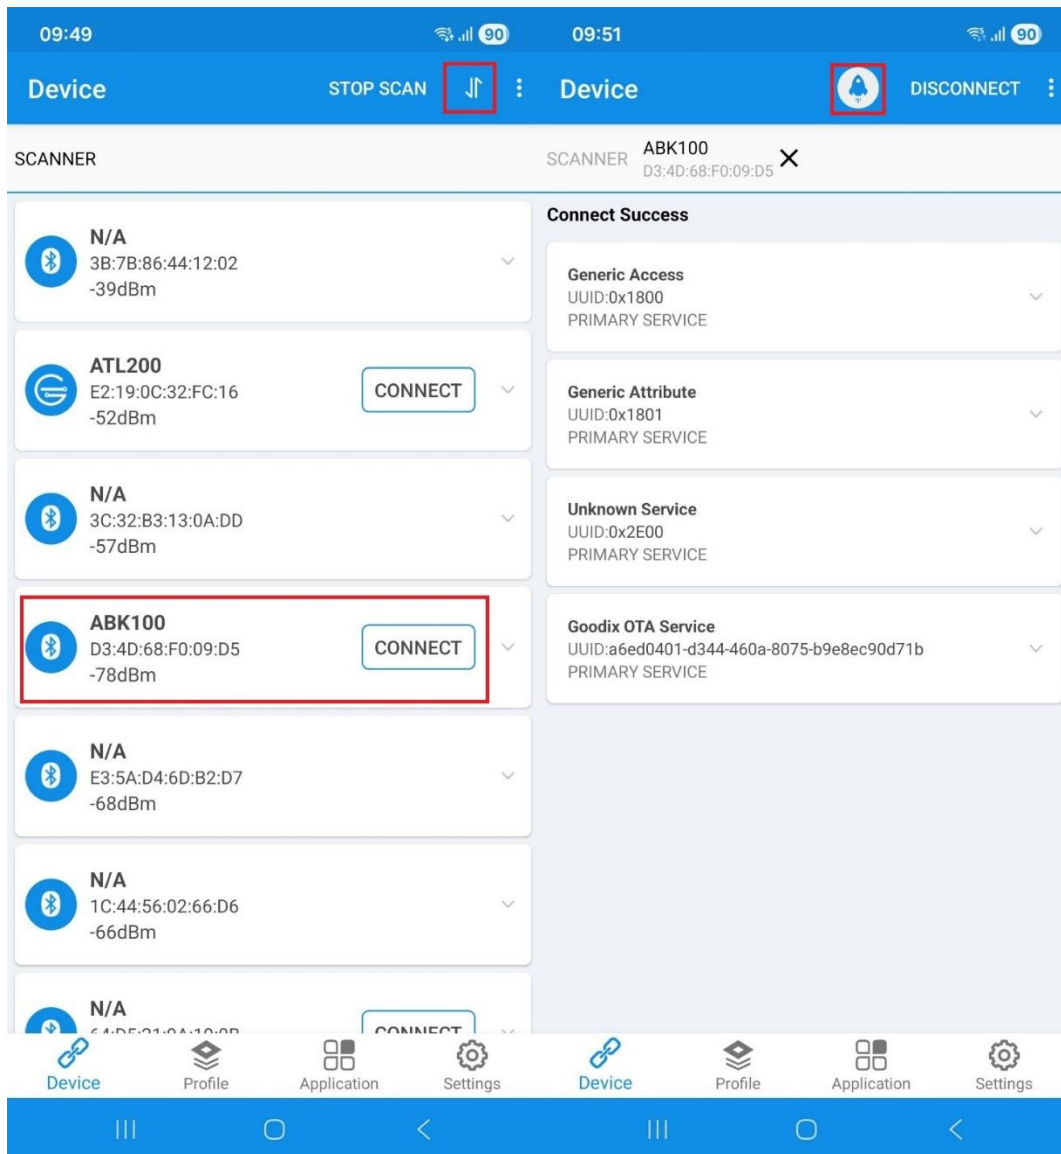 09:49
90
Device
STOP SCAN
SCANNER
N/A
3B:7B:86:44:12:02
-39dBm
ATL200
E2:19:0C:32:FC:16
CONNECT
-52dBm
N/A
3C:32:B3:13:0A:DD
-57dBm
ABK100
D3:4D:68:F0:09:D5
CONNECT
-78dBm
N/A
E3:5A:D4:6D:B2:D7
-68dBm
N/A
1C:44:56:02:66:D6
-66dBm
N/A
CONNECT
Device
Profile
Application
Settings
09:51
90
Device
DISCONNECT
SCANNER
ABK100
D3:4D:68:F0:09:D5
Connect Success
Generic Access
UUID:0x1800
PRIMARY SERVICE
Generic Attribute
UUID:0x1801
PRIMARY SERVICE
Unknown Service
UUID:0x2E00
PRIMARY SERVICE
Goodix OTA Service
UUID:a6ed0401-d344-460a-8075-b9e8ec90d71b
PRIMARY SERVICE
Device
Profile
Application
Settings